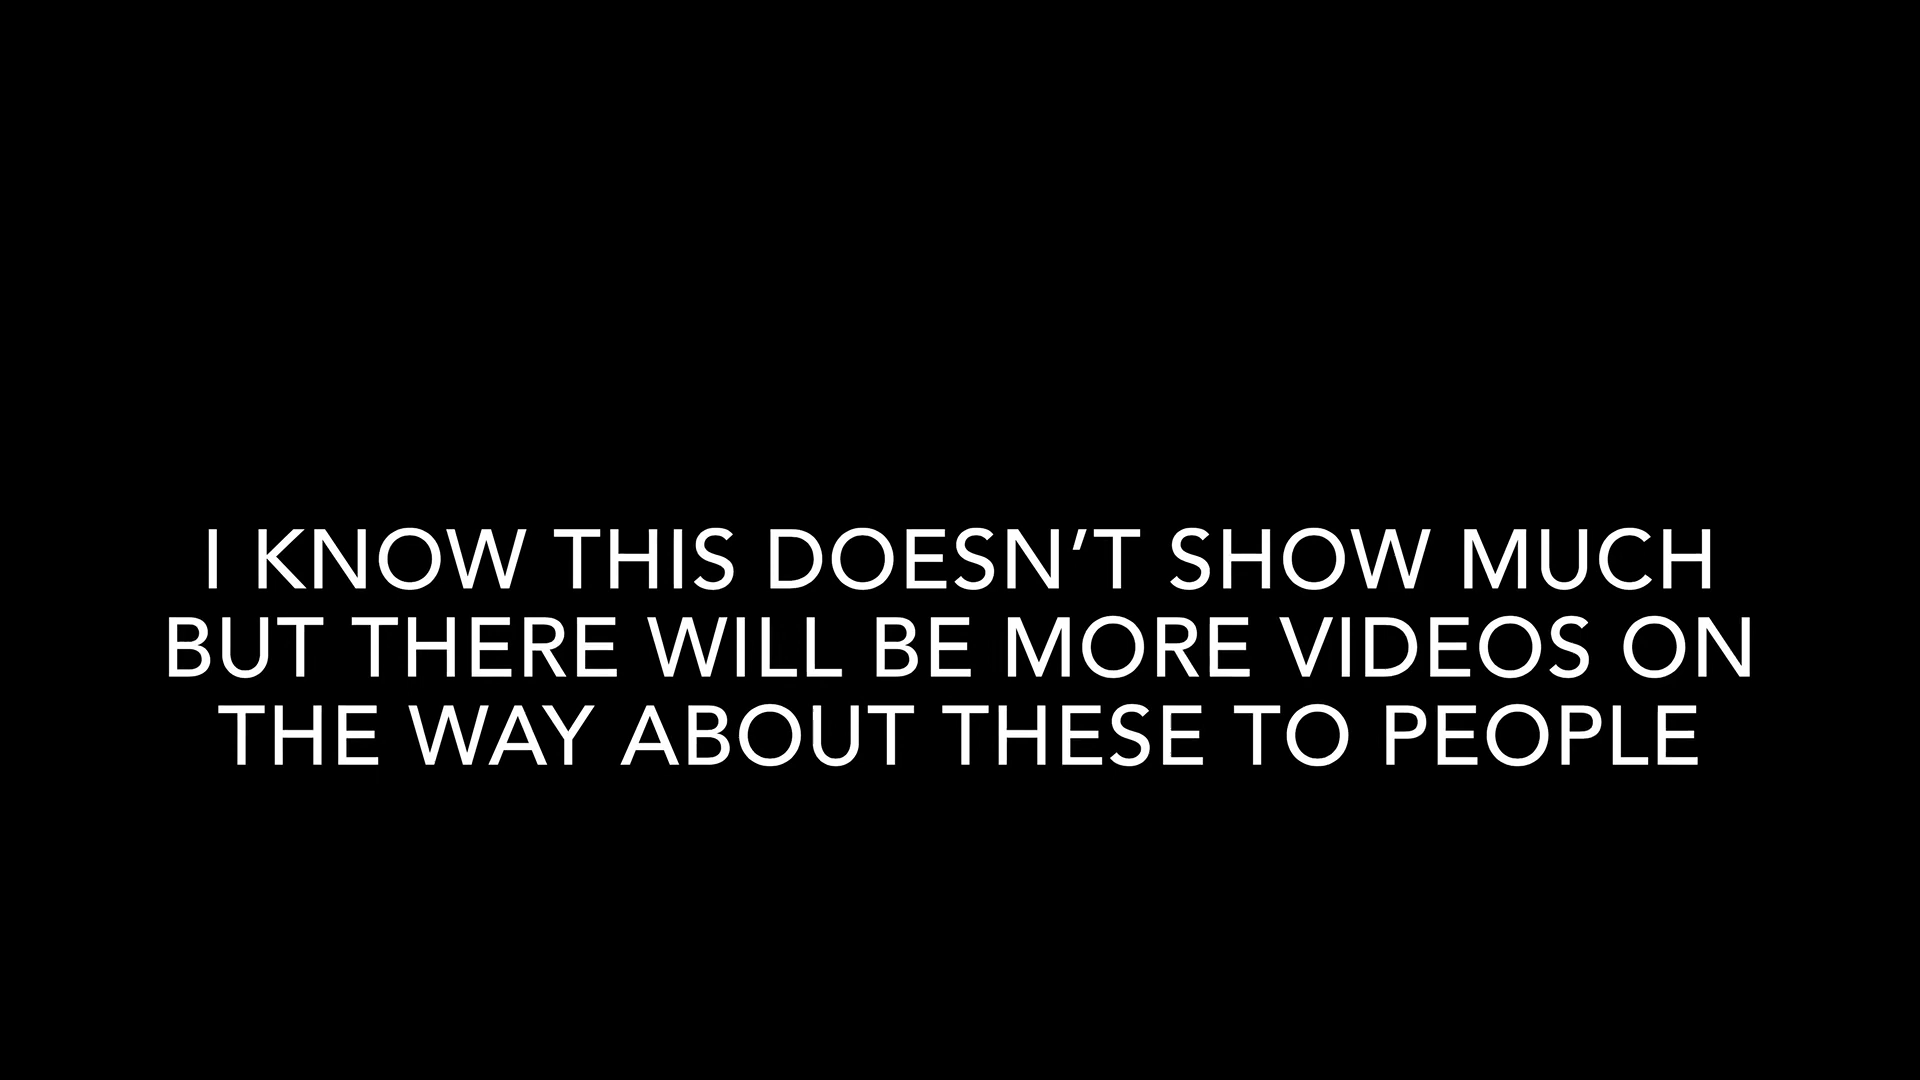 I KNOW THIS DOESN’T SHOW MUCH
BUT THERE WILL BE MORE VIDEOS ON
THE WAY ABOUT THESE TO PEOPLE